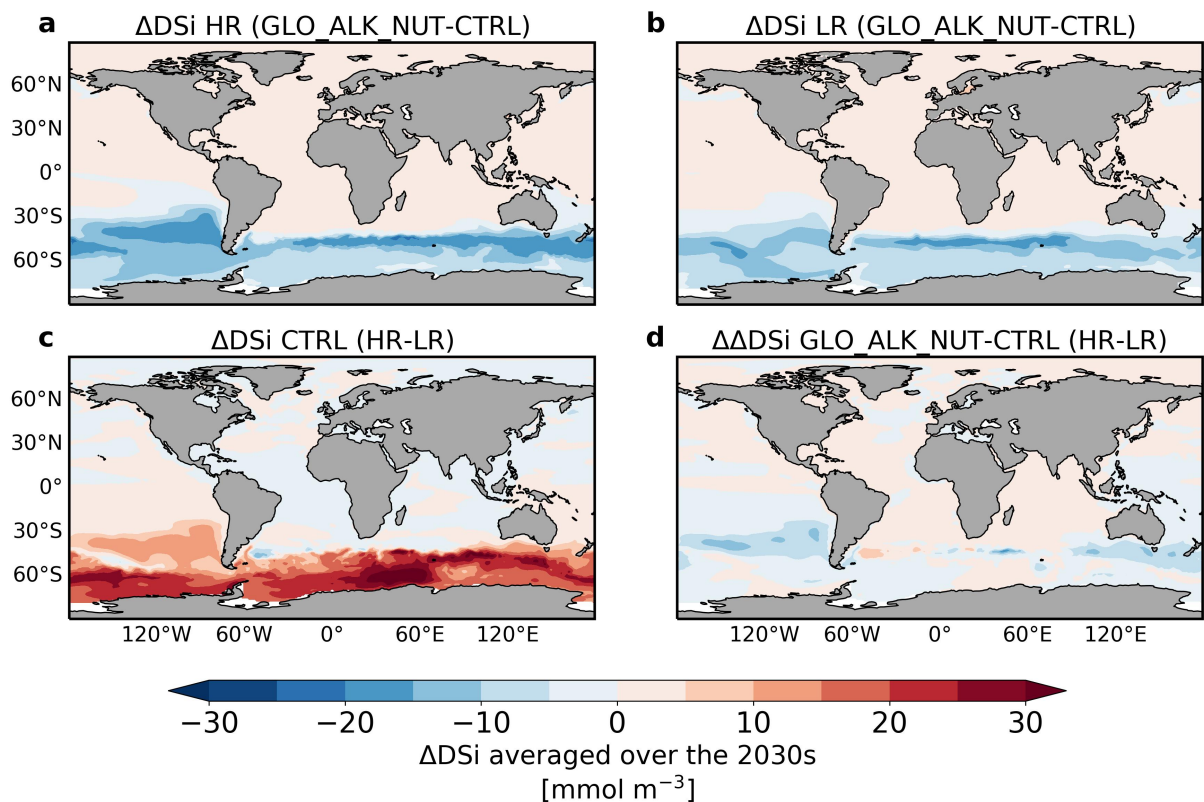 a ΔDSi HR (GLO_ALK_NUT-CTRL)
b ΔDSi LR (GLO_ALK_NUT-CTRL)
60°N
30°N
0°
30°S
60°S
c ΔDSi CTRL (HR-LR)
d ΔΔDSi GLO_ALK_NUT-CTRL (HR-LR)
60°N
30°N
0°
30°S
60°S
120°W 60°W 0° 60°E 120°E
120°W 60°W 0° 60°E 120°E
−30 −20 −10 0 10 20 30
ΔDSi averaged over the 2030s
[mmol m⁻³]